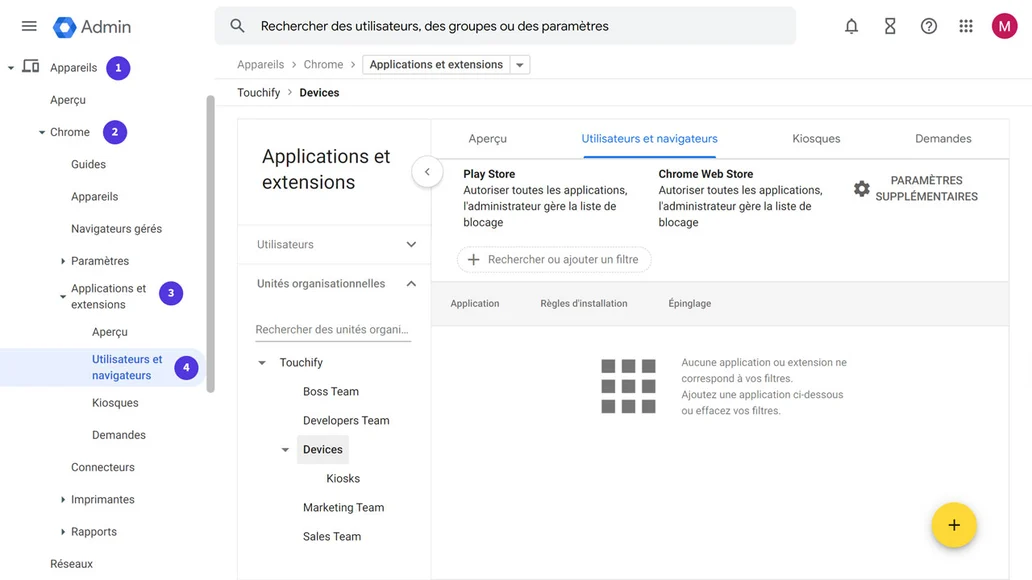 Admin
Rechercher des utilisateurs, des groupes ou des paramètres
M
Appareils
1
Aperçu
Chrome
2
Guides
Appareils
Navigateurs gérés
Paramètres
Applications et
extensions
3
Aperçu
Utilisateurs et
navigateurs
4
Kiosques
Demandes
Connecteurs
Imprimantes
Rapports
Réseaux
Appareils > Chrome > Applications et extensions
Touchify > Devices
Applications et
extensions
Utilisateurs
Unités organisationnelles
Rechercher des unités organi...
Touchify
Boss Team
Developers Team
Devices
Kiosks
Marketing Team
Sales Team
Aperçu
Utilisateurs et navigateurs
Kiosques
Demandes
Play Store
Autoriser toutes les applications,
l'administrateur gère la liste de
blocage
Chrome Web Store
Autoriser toutes les applications,
l'administrateur gère la liste de
blocage
PARAMÈTRES
SUPPLÉMENTAIRES
Rechercher ou ajouter un filtre
Application
Règles d'installation
Épinglage
Aucune application ou extension ne
correspond à vos filtres.
Ajoutez une application ci-dessous
ou effacez vos filtres.